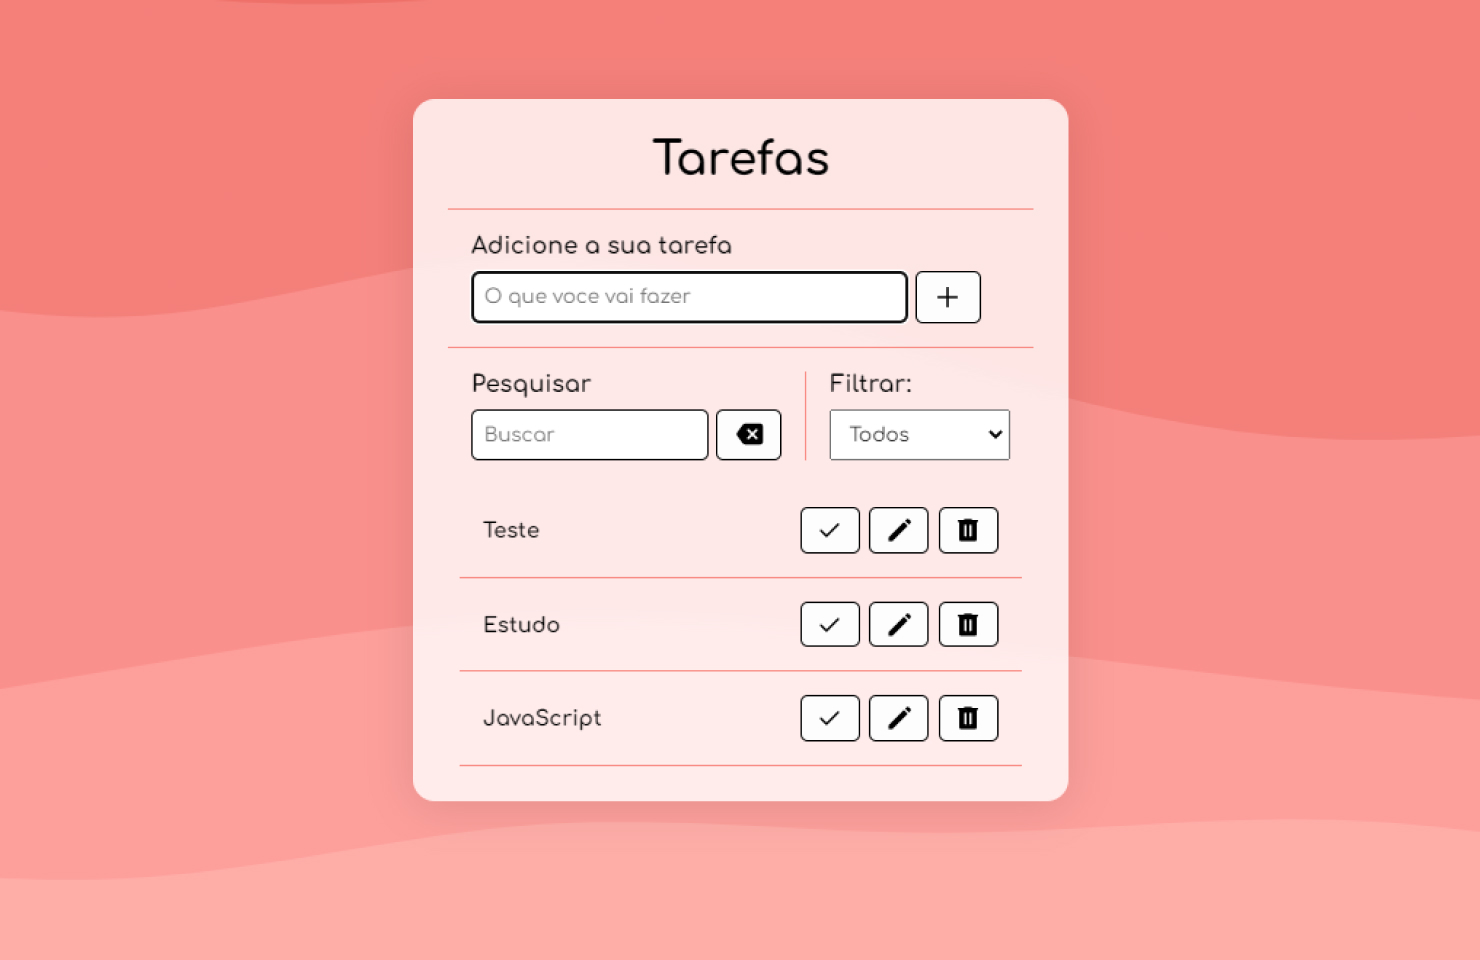 Tarefas
Adicione a sua tarefa
O que voce vai fazer
Pesquisar
Buscar
Filtrar:
Todos
Teste
Estudo
JavaScript